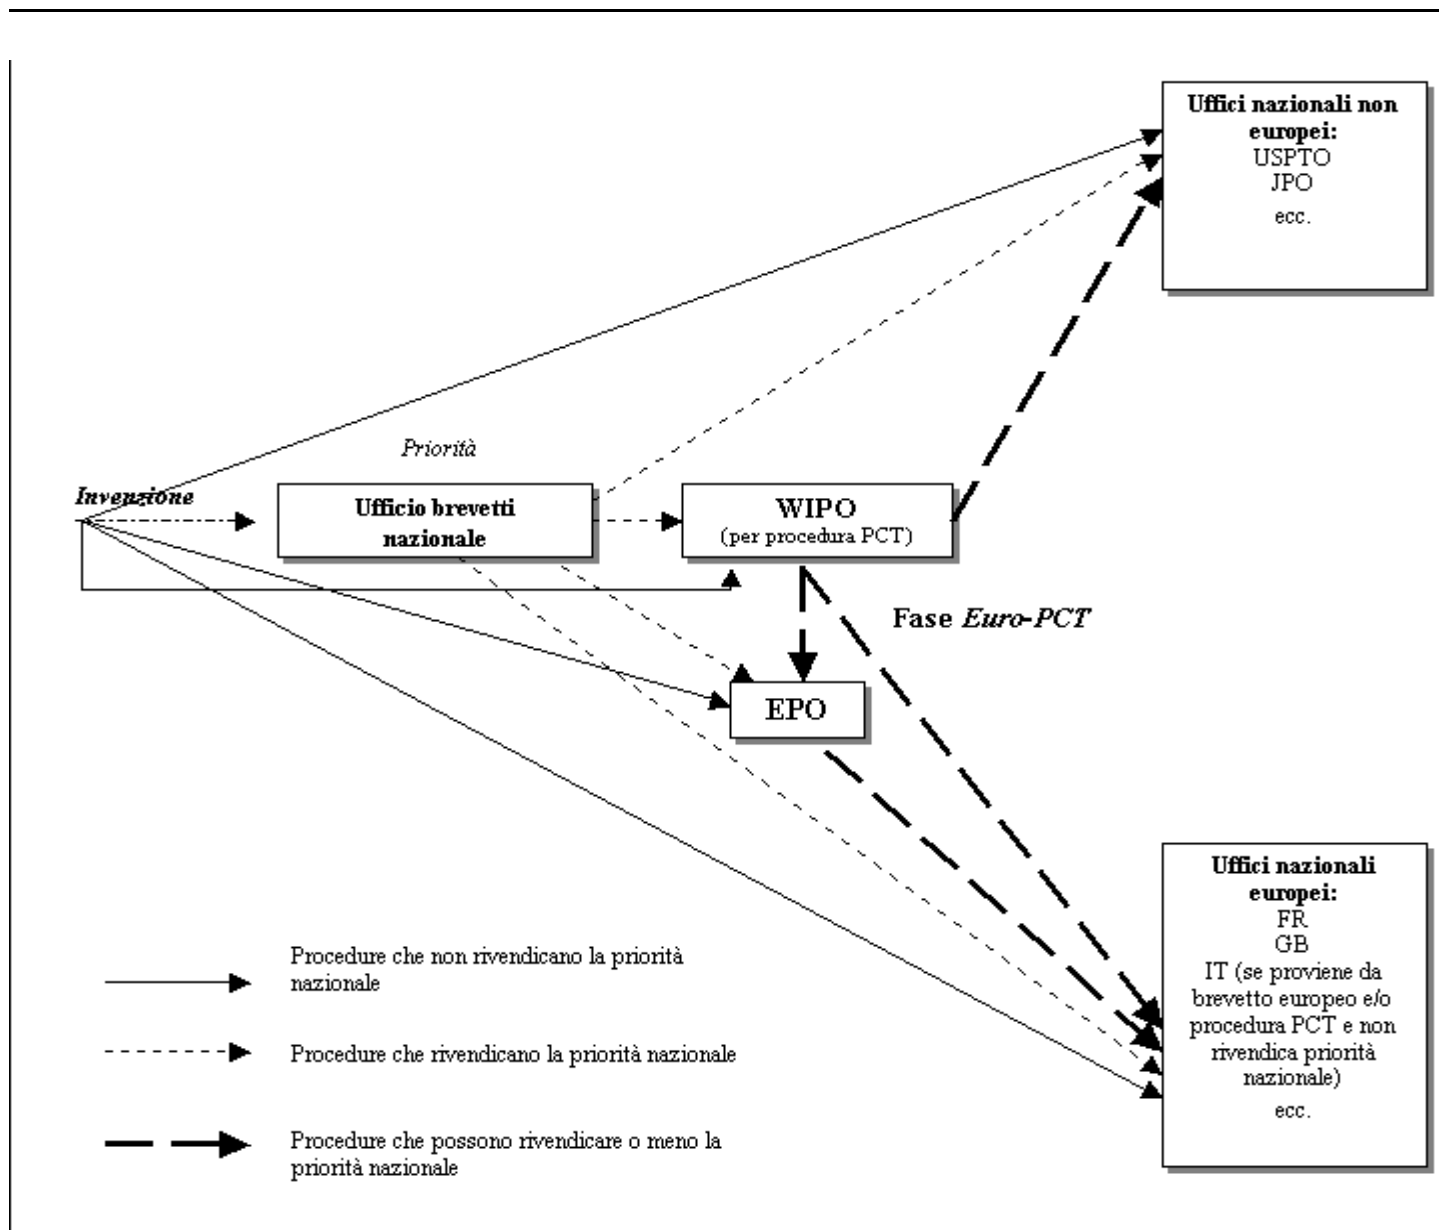 Uffici nazionali non
europei:
USPTO
JPO
ecc.
Priorità
Invenzione
Ufficio brevetti
nazionale
WIPO
(per procedura PCT)
Fase Euro-PCT
EPO
Uffici nazionali
europei:
FR
GB
IT (se proviene da
brevetto europeo e/o
procedura PCT e non
rivendica priorità
nazionale)
ecc.
Procedure che non rivendicano la priorità
nazionale
Procedure che rivendicano la priorità nazionale
Procedure che possono rivendicare o meno la
priorità nazionale